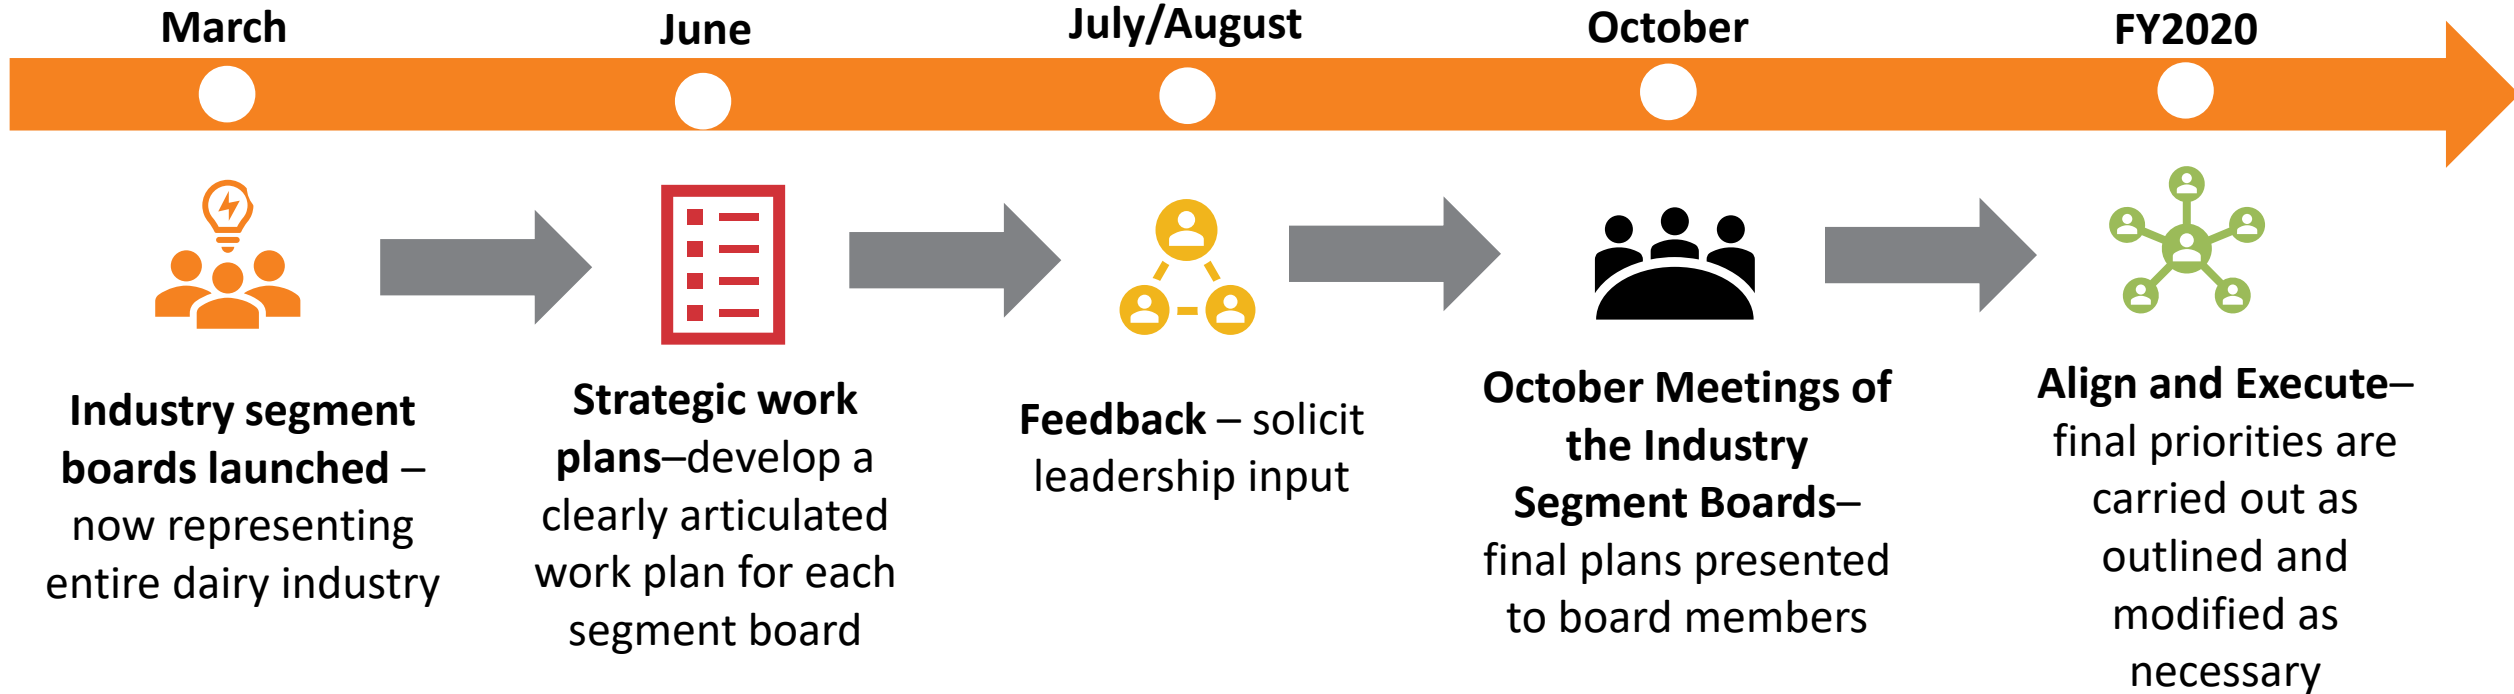 March
June
July/August
October
FY2020
Industry segment
boards launched –
now representing
entire dairy industry
Strategic work
plans–develop a
clearly articulated
work plan for each
segment board
Feedback – solicit
leadership input
October Meetings of
the Industry
Segment Boards–
final plans presented
to board members
Align and Execute–
final priorities are
carried out as
outlined and
modified as
necessary